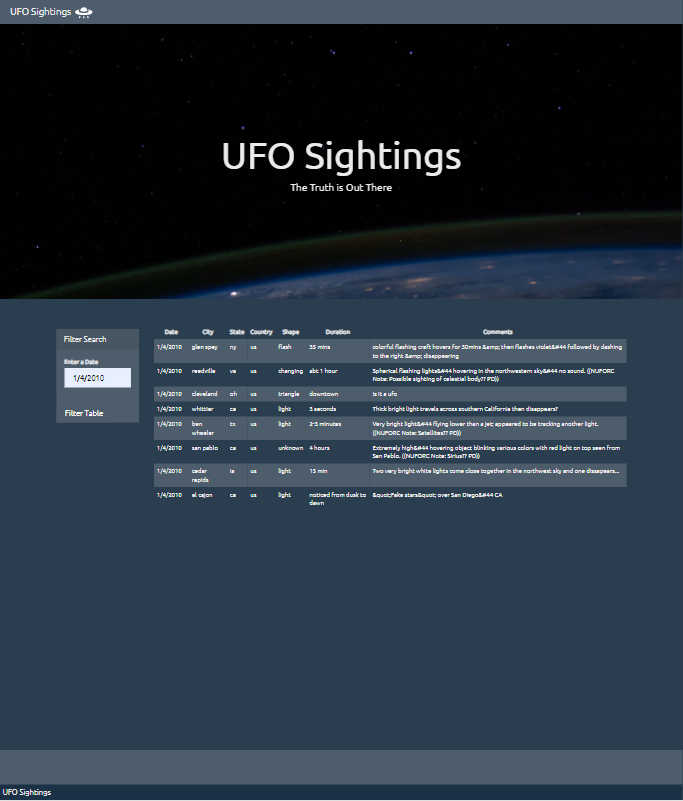 UFO Sightings
UFO Sightings
The Truth is Out There
Filter Search
Enter a Date
1/4/2010
Filter Table
Date City State Country Shape Duration Comments
1/4/2010 glen spey ny us flash 35 mins colorful flashing craft hovers for 30mins &amp; then flashes violat&#44 followed by dashing
to the right &amp; disappearing
1/4/2010 reedville va us changing abt 1 hour Spherical flashing lights&#44 hovering in the northwestern sky&#44 no sound. ((NUFORC
Note: Possible sighting of celestial body?? PD))
1/4/2010 cleveland oh us triangle downtown Is it a ufo
1/4/2010 whittier ca us light 3 seconds Thick bright light travels across southern California then disappears?
1/4/2010 ben tx us light 2-3 minutes Very bright light&#44 flying lower than a jet; appeared to be tracking another light.
wheeler ((NUFORC Note: Satellites?? PD))
1/4/2010 san pablo ca us unknown 4 hours Extremely high&#44 hovering object blinking various colors with red light on top seen from
San Pablo. ((NUFORC Note: Sirius?? PD))
1/4/2010 cedar ia us light 15 min Two very bright white lights come close together in the northwest sky and one dissapears...
rapids
1/4/2010 el cajon ca us light noticed from dusk to &quot;Fake stars&quot; over San Diego&#44 CA
dawn
UFO Sightings